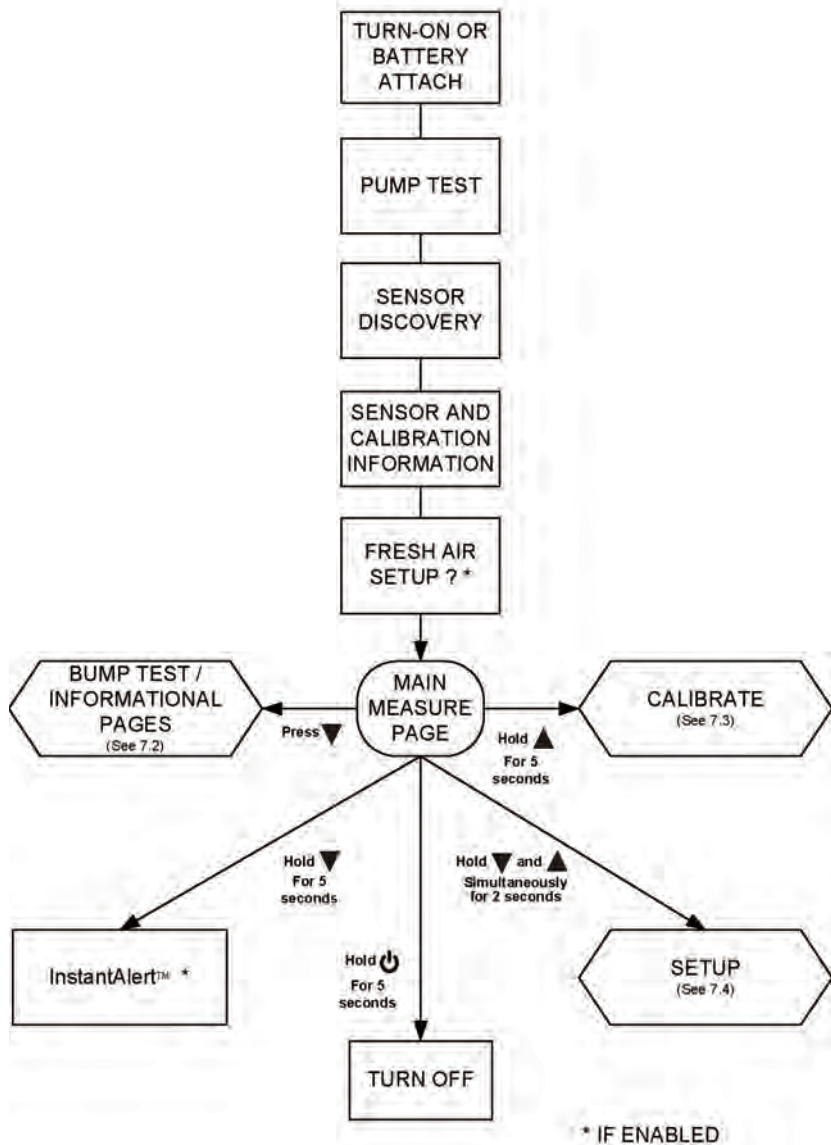 TURN-ON OR
BATTERY
ATTACH
PUMP TEST
SENSOR
DISCOVERY
SENSOR AND
CALIBRATION
INFORMATION
FRESH AIR
SETUP ? *
MAIN
MEASURE
PAGE
BUMP TEST /
INFORMATIONAL
PAGES
(See 7.2)
Press ▼
CALIBRATE
(See 7.3)
Hold ▲
For 5
seconds
Hold ▼
For 5
seconds
InstantAlert™ *
Hold ⏻
For 5
seconds
TURN OFF
Hold ▼ and ▲
Simultaneously
for 2 seconds
SETUP
(See 7.4)
* IF ENABLED